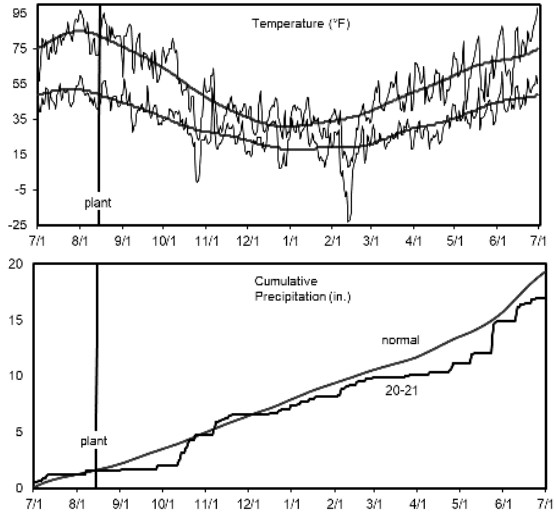 Temperature (°F)
95
75
55
35
15
-5
-25
plant
7/1 8/1 9/1 10/1 11/1 12/1 1/1 2/1 3/1 4/1 5/1 6/1 7/1
Cumulative
Precipitation (in.)
20
15
10
5
0
normal
20-21
plant
7/1 8/1 9/1 10/1 11/1 12/1 1/1 2/1 3/1 4/1 5/1 6/1 7/1